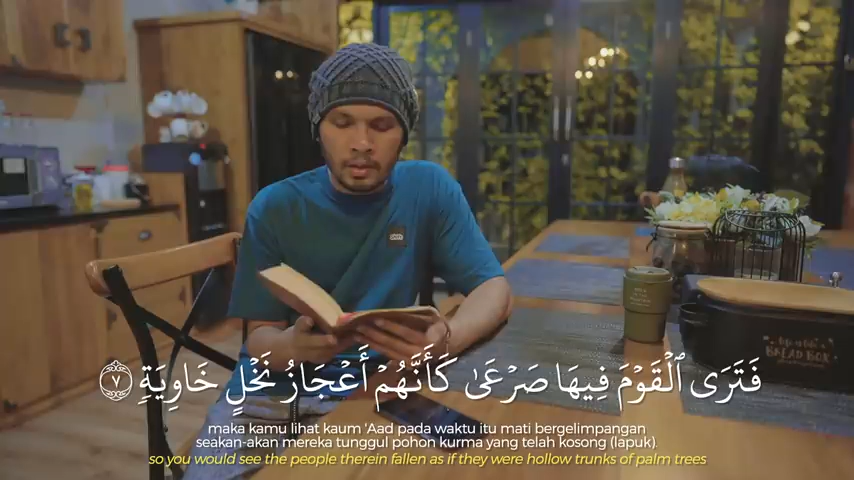 فَتَرَى ٱلْقَوْمَ فِيهَا صَرْعَىٰ كَأَنَّهُمْ أَعْجَازُ نَخْلٍ خَاوِيَةٍ ٧
maka kamu lihat kaum 'Aad pada waktu itu mati bergelimpangan
seakan-akan mereka tunggul pohon kurma yang telah kosong (lapuk).
so you would see the people therein fallen as if they were hollow trunks of palm trees
BREAD BOX